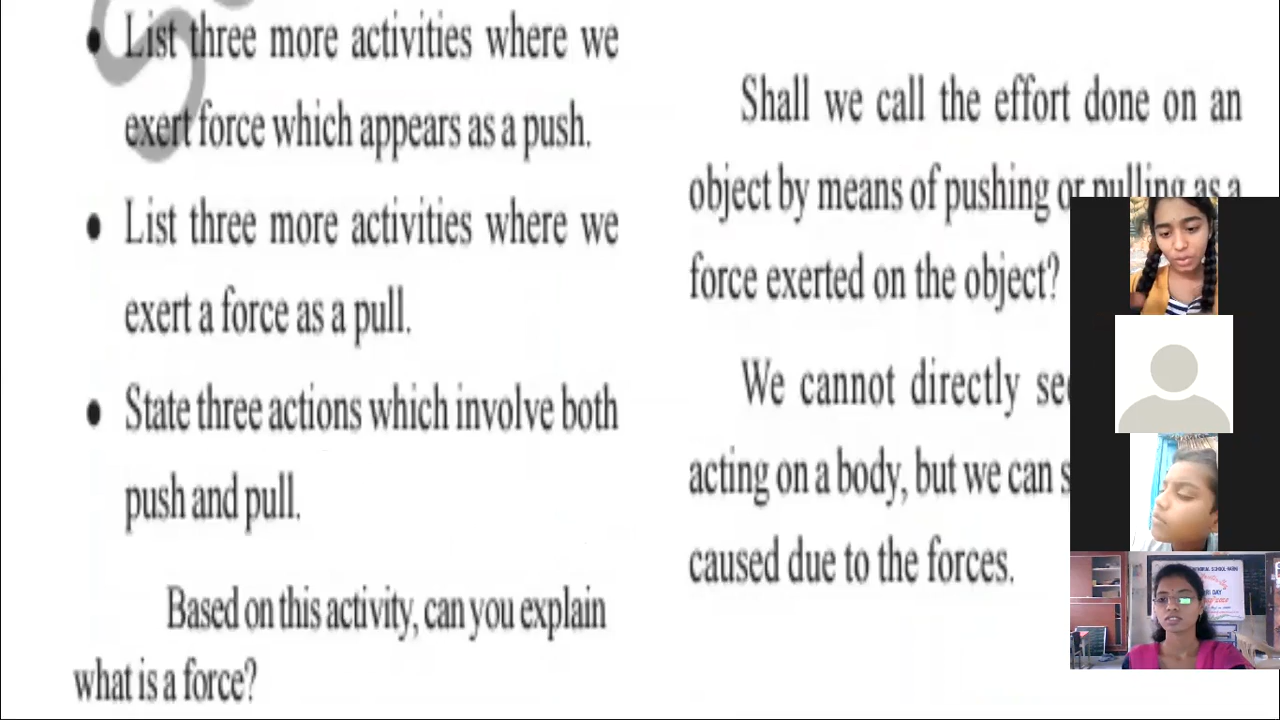 List three more activities where we
exert force which appears as a push.
List three more activities where we
exert a force as a pull.
State three actions which involve both
push and pull.
Based on this activity, can you explain
what is a force?
Shall we call the effort done on an
object by means of pushing or pulling as a
force exerted on the object?
We cannot directly
acting on a body, but we can
caused due to the forces.